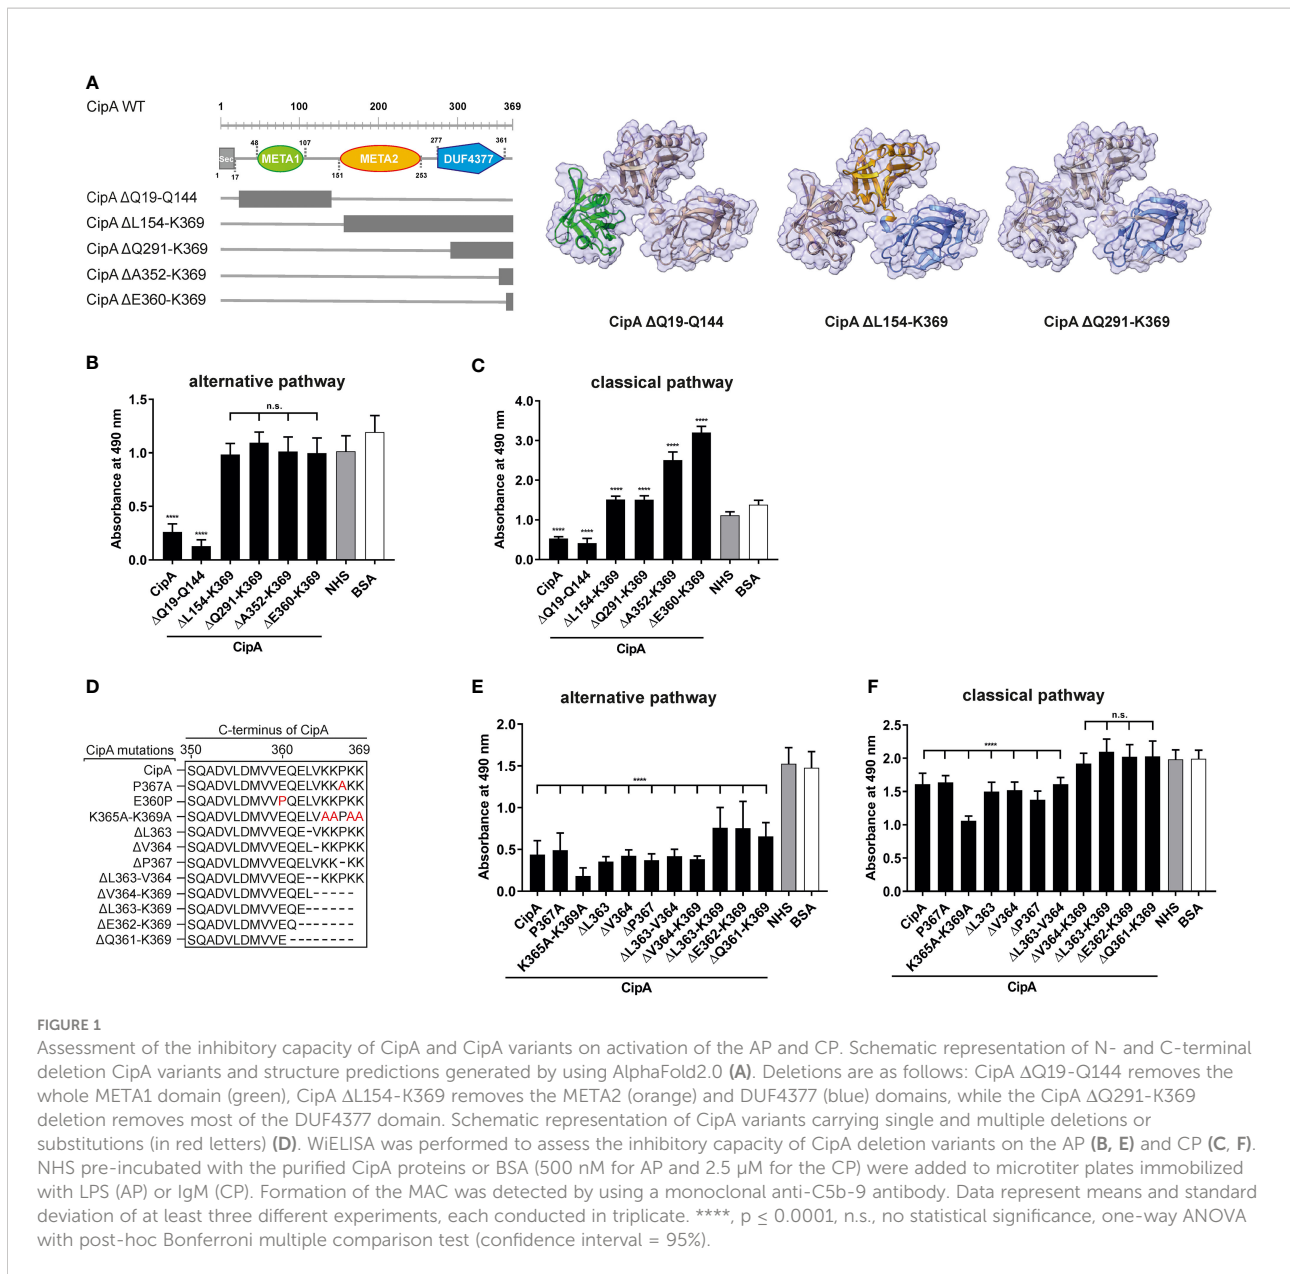 A
CipA WT
1 100 200 300 369
48 107 277 361
Sec META1 META2 DUF4377
1 17 151 253
CipA ΔQ19-Q144
CipA ΔL154-K369
CipA ΔQ291-K369
CipA ΔA352-K369
CipA ΔE360-K369
CipA ΔQ19-Q144 CipA ΔL154-K369 CipA ΔQ291-K369
B
alternative pathway
Absorbance at 490 nm
1.5
1.0
0.5
0.0
**** **** n.s.
CipA ΔQ19-Q144 ΔL154-K369 ΔQ291-K369 ΔA352-K369 ΔE360-K369 NHS BSA
CipA
C
classical pathway
Absorbance at 490 nm
4.0
3.0
2.0
1.0
0.0
**** **** **** **** **** ****
CipA ΔQ19-Q144 ΔL154-K369 ΔQ291-K369 ΔA352-K369 ΔE360-K369 NHS BSA
CipA
D
C-terminus of CipA
CipA mutations 350 360 369
CipA SQADVLDMVVEQELVKKPKK
P367A SQADVLDMVVEQELVKKAKK
E360P SQADVLDMVVPQELVKKPKK
K365A-K369A SQADVLDMVVEQELVAAPAA
ΔL363 SQADVLDMVVEQE-VKKPKK
ΔV364 SQADVLDMVVEQEL-KKPKK
ΔP367 SQADVLDMVVEQELVKK-KK
ΔL363-V364 SQADVLDMVVEQE--KKPKK
ΔV364-K369 SQADVLDMVVEQEL------
ΔL363-K369 SQADVLDMVVEQE-------
ΔE362-K369 SQADVLDMVVEQ--------
ΔQ361-K369 SQADVLDMVVE---------
E
alternative pathway
Absorbance at 490 nm
2.0
1.5
1.0
0.5
0.0
****
CipA P367A K365A-K369A ΔL363 ΔV364 ΔP367 ΔL363-V364 ΔV364-K369 ΔL363-K369 ΔE362-K369 ΔQ361-K369 NHS BSA
CipA
F
classical pathway
Absorbance at 490 nm
2.5
2.0
1.5
1.0
0.5
0.0
**** n.s.
CipA P367A K365A-K369A ΔL363 ΔV364 ΔP367 ΔL363-V364 ΔV364-K369 ΔL363-K369 ΔE362-K369 ΔQ361-K369 NHS BSA
CipA
FIGURE 1
Assessment of the inhibitory capacity of CipA and CipA variants on activation of the AP and CP. Schematic representation of N- and C-terminal
deletion CipA variants and structure predictions generated by using AlphaFold2.0 (A). Deletions are as follows: CipA ΔQ19-Q144 removes the
whole META1 domain (green), CipA ΔL154-K369 removes the META2 (orange) and DUF4377 (blue) domains, while the CipA ΔQ291-K369
deletion removes most of the DUF4377 domain. Schematic representation of CipA variants carrying single and multiple deletions or
substitutions (in red letters) (D). WiELISA was performed to assess the inhibitory capacity of CipA deletion variants on the AP (B, E) and CP (C, F).
NHS pre-incubated with the purified CipA proteins or BSA (500 nM for AP and 2.5 µM for the CP) were added to microtiter plates immobilized
with LPS (AP) or IgM (CP). Formation of the MAC was detected by using a monoclonal anti-C5b-9 antibody. Data represent means and standard
deviation of at least three different experiments, each conducted in triplicate. ****, p ≤ 0.0001, n.s., no statistical significance, one-way ANOVA
with post-hoc Bonferroni multiple comparison test (confidence interval = 95%).